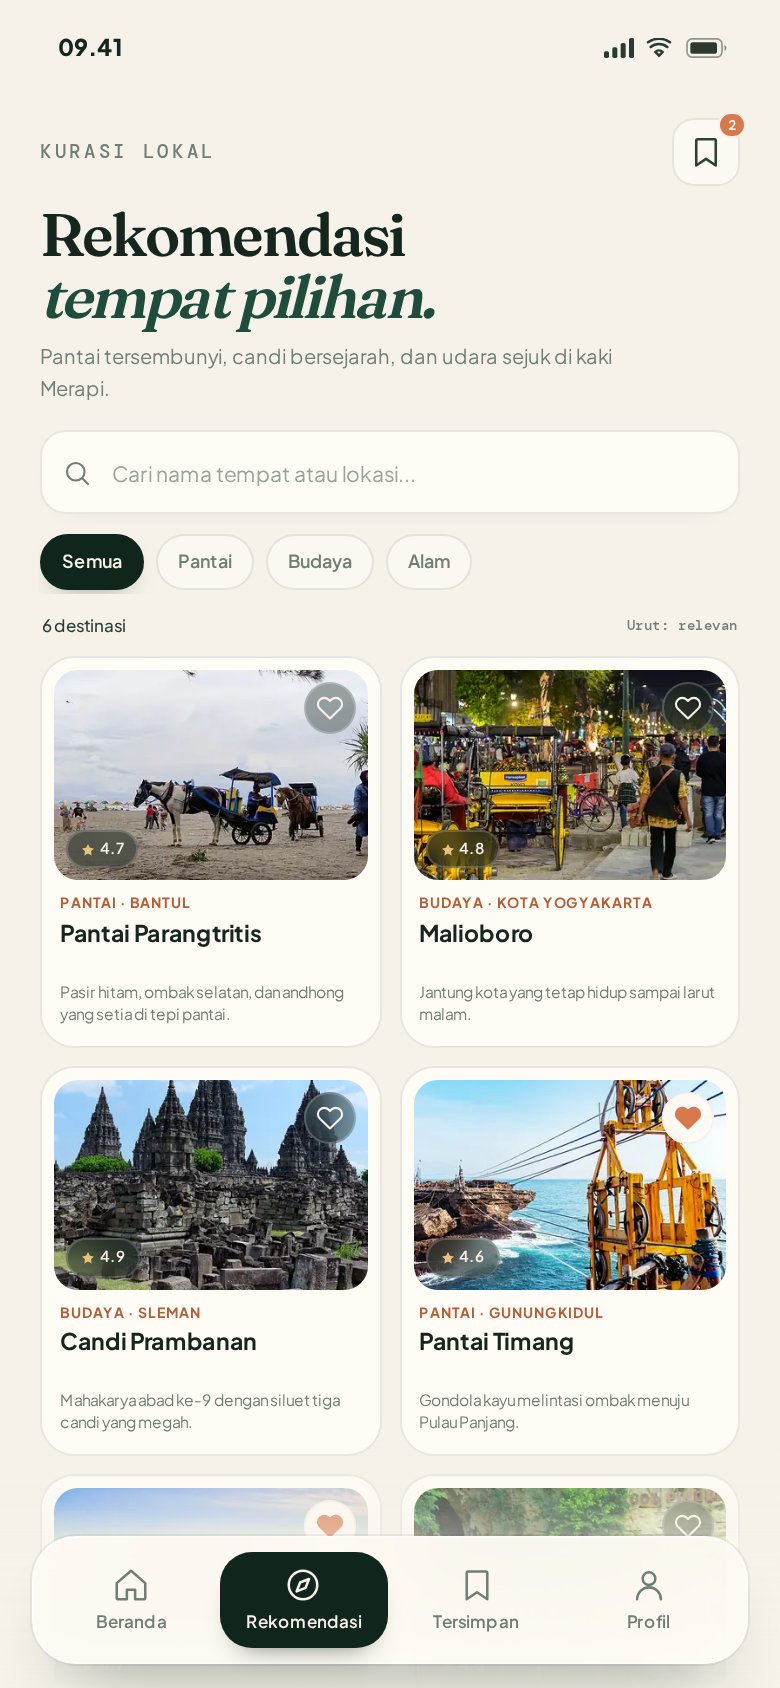 09.41
KURASI LOKAL
2
Rekomendasi
tempat pilihan.
Pantai tersembunyi, candi bersejarah, dan udara sejuk di kaki
Merapi.
Cari nama tempat atau lokasi...
Semua
Pantai
Budaya
Alam
6 destinasi
Urut: relevan
4.7
4.8
PANTAI · BANTUL
Pantai Parangtritis
Pasir hitam, ombak selatan, dan andhong
yang setia di tepi pantai.
BUDAYA · KOTA YOGYAKARTA
Malioboro
Jantung kota yang tetap hidup sampai larut
malam.
4.9
4.6
BUDAYA · SLEMAN
Candi Prambanan
Mahakarya abad ke-9 dengan siluet tiga
candi yang megah.
PANTAI · GUNUNGKIDUL
Pantai Timang
Gondola kayu melintasi ombak menuju
Pulau Panjang.
Beranda
Rekomendasi
Tersimpan
Profil